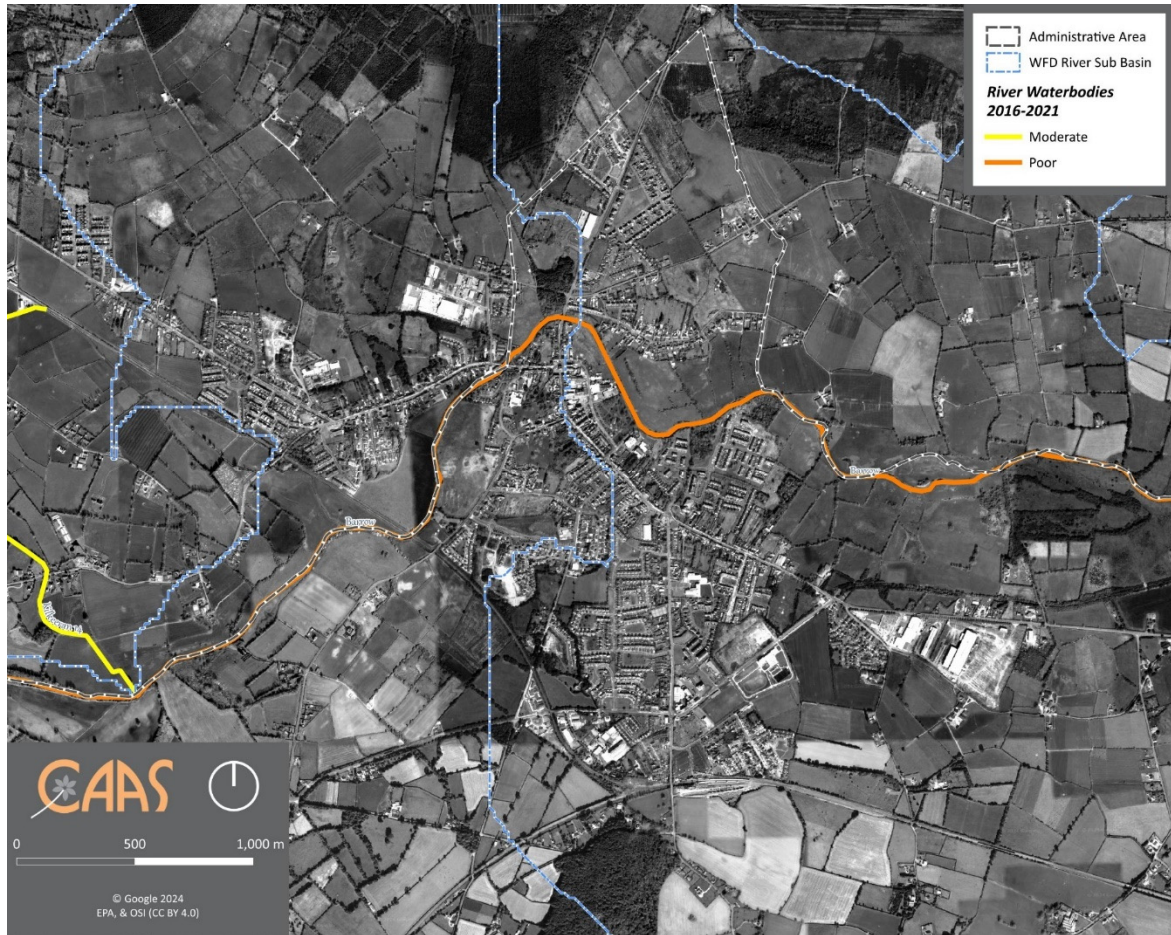 Administrative Area
WFD River Sub Basin
River Waterbodies
2016-2021
Moderate
Poor
Barrow
Barrow
CAAS
0 500 1,000 m
© Google 2024
EPA, & OSI (CC BY 4.0)